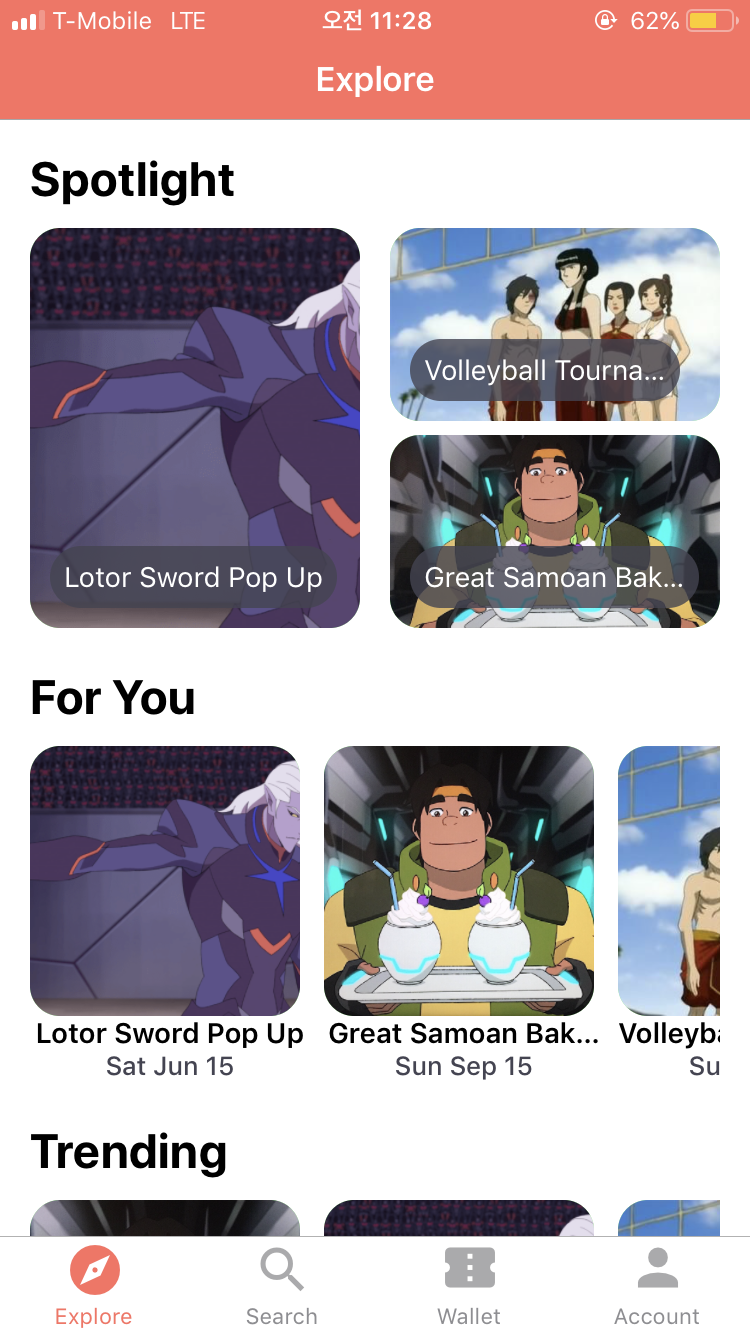 T-Mobile LTE 오전 11:28 62%
Explore
Spotlight
Volleyball Tourna...
Lotor Sword Pop Up
Great Samoan Bak...
For You
Lotor Sword Pop Up
Sat Jun 15
Great Samoan Bak...
Sun Sep 15
Volleyba
Su
Trending
Explore
Search
Wallet
Account